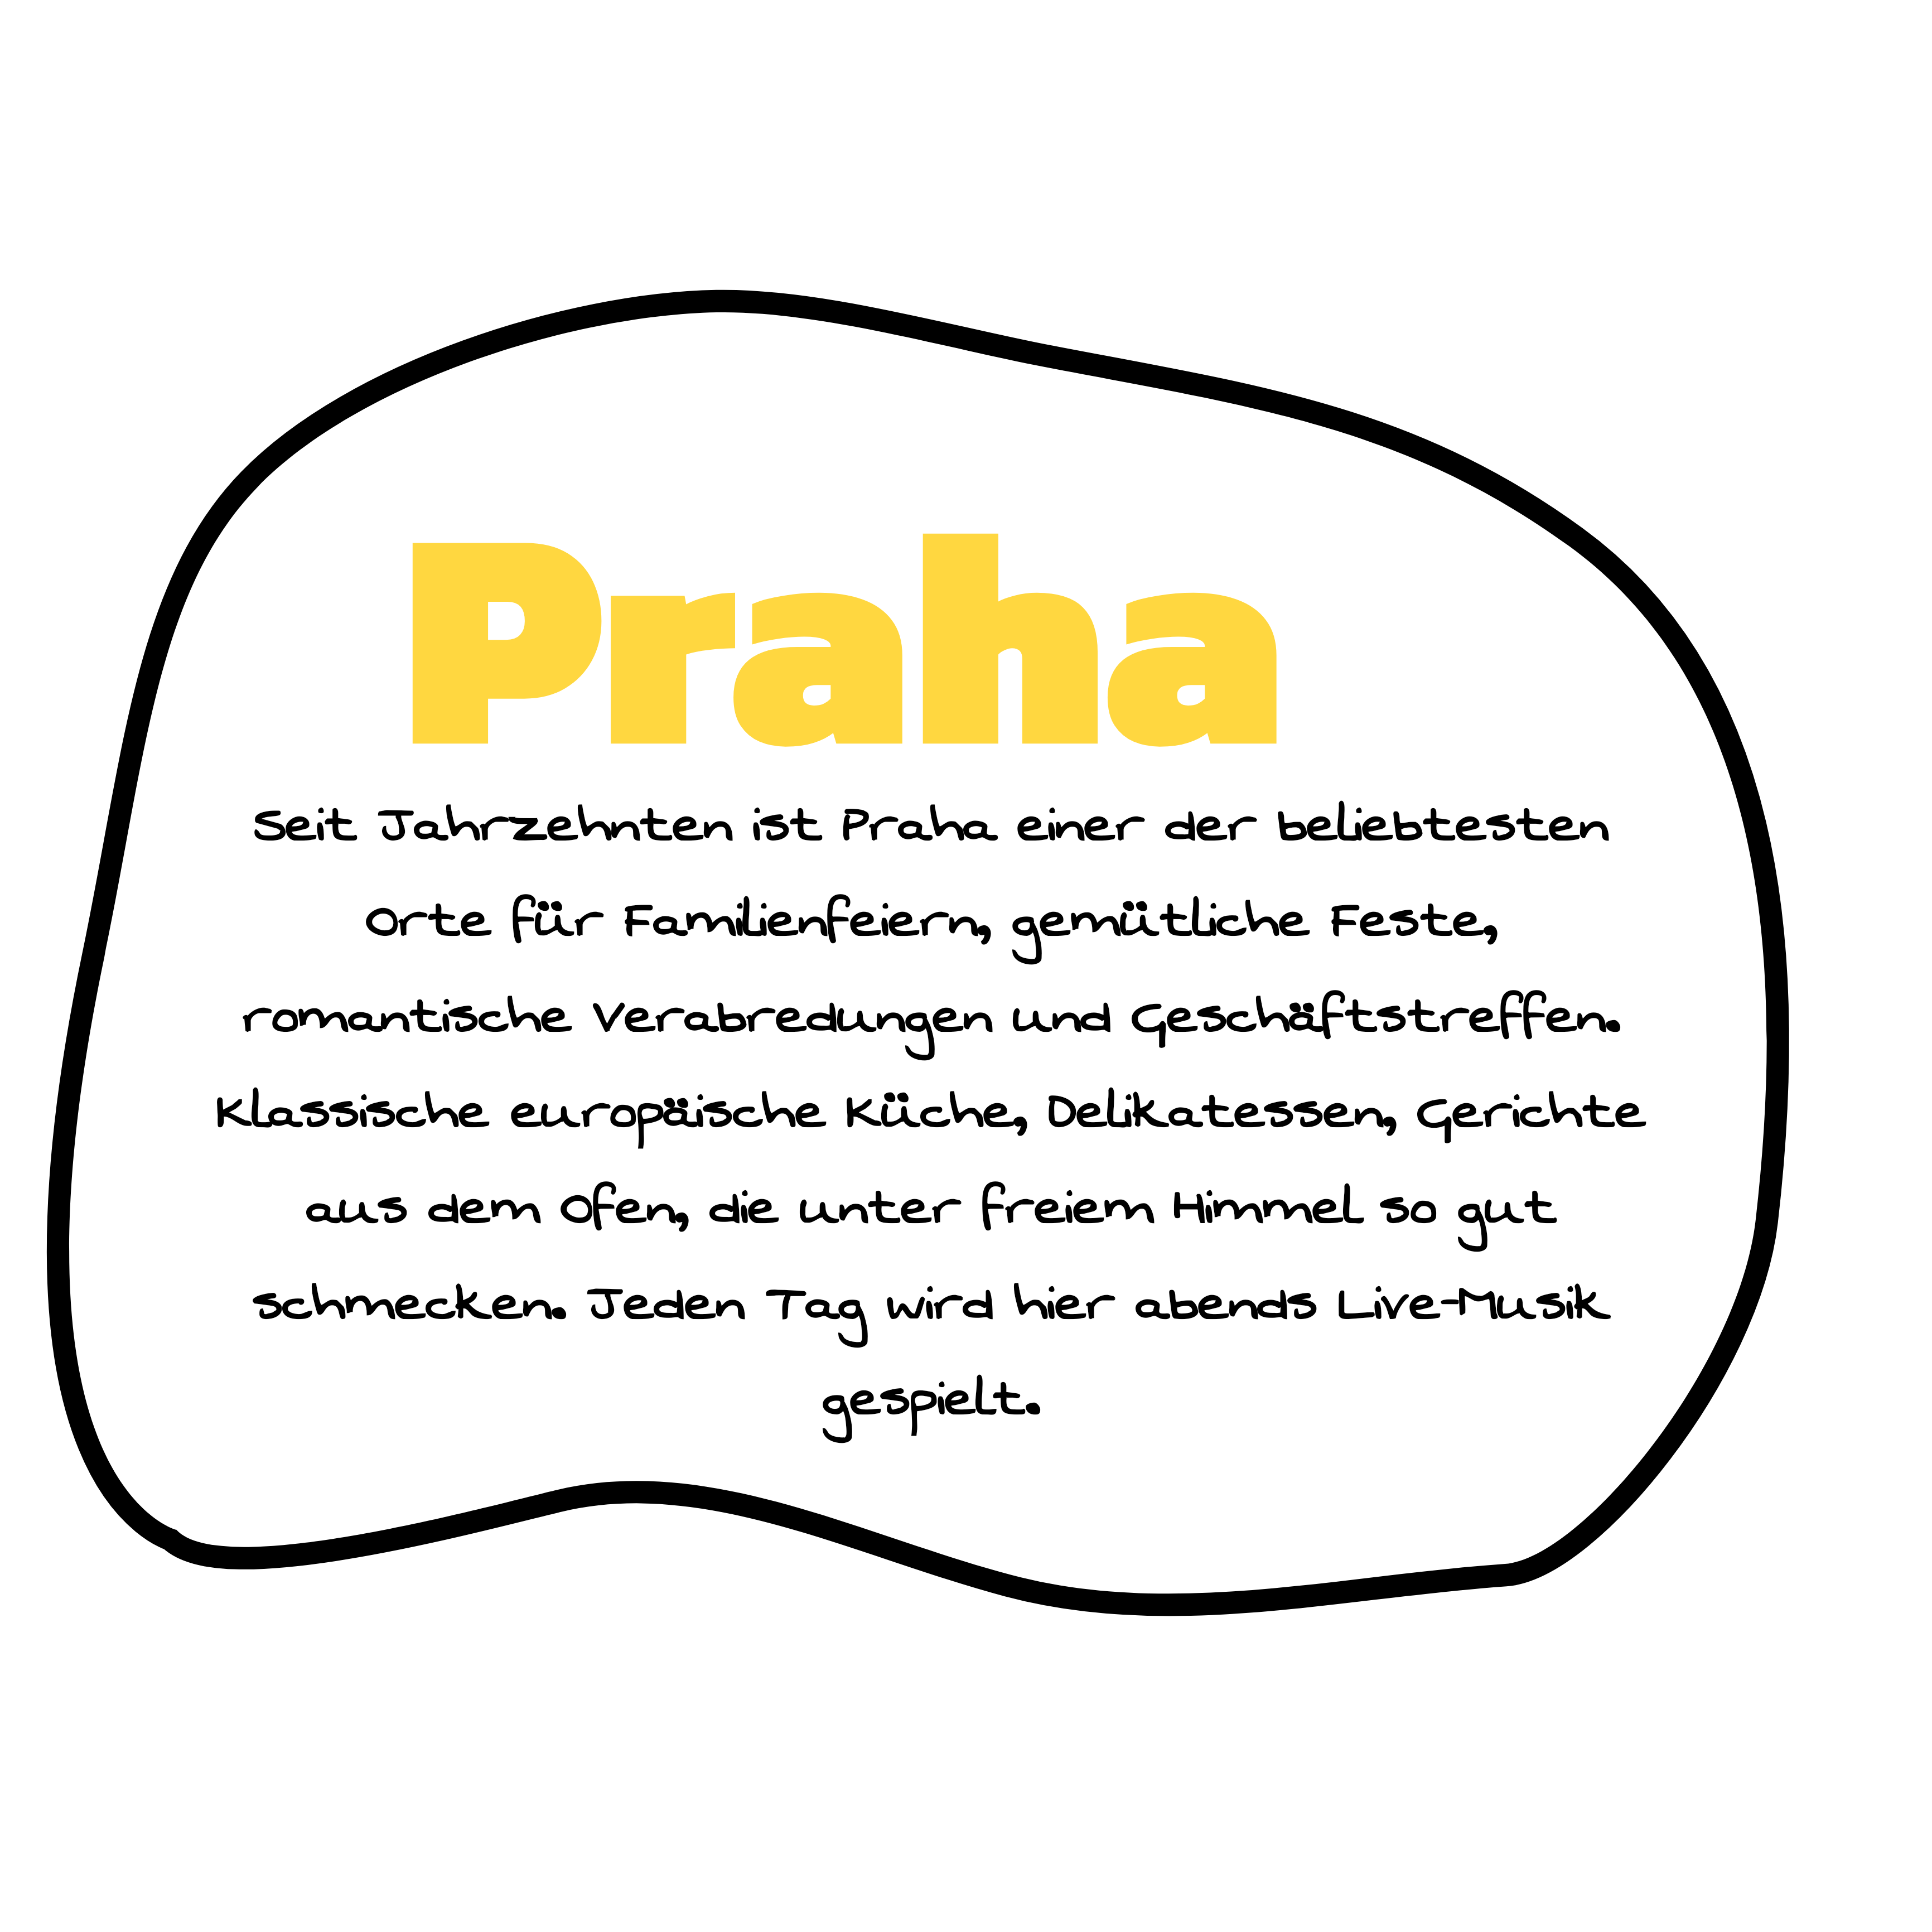 Praha
Seit Jahrzehnten ist Praha einer der beliebtesten
Orte für Familienfeiern, gemütliche Feste,
romantische Verabredungen und Geschäftstreffen.
Klassische europäische Küche, Delikatessen, Gerichte
aus dem Ofen, die unter freiem Himmel so gut
schmecken. Jeden Tag wird hier abends Live-Musik
gespielt.